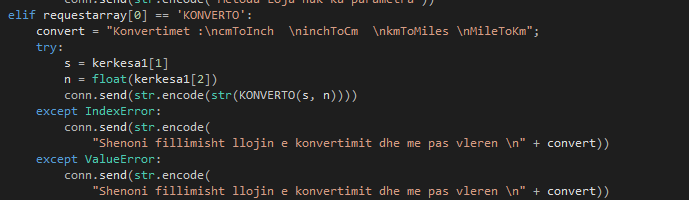 conn.send(str.encode("Metoda Loja nuk ka parametra"))
elif requestarray[0] == 'KONVERTO':
convert = "Konvertimet :\ncmToInch  \ninchToCm  \nkmToMiles \nMileToKm";
try:
s = kerkesa1[1]
n = float(kerkesa1[2])
conn.send(str.encode(str(KONVERTO(s, n))))
except IndexError:
conn.send(str.encode(
"Shenoni fillimisht llojin e konvertimit dhe me pas vleren \n" + convert))
except ValueError:
conn.send(str.encode(
"Shenoni fillimisht llojin e konvertimit dhe me pas vleren \n" + convert))